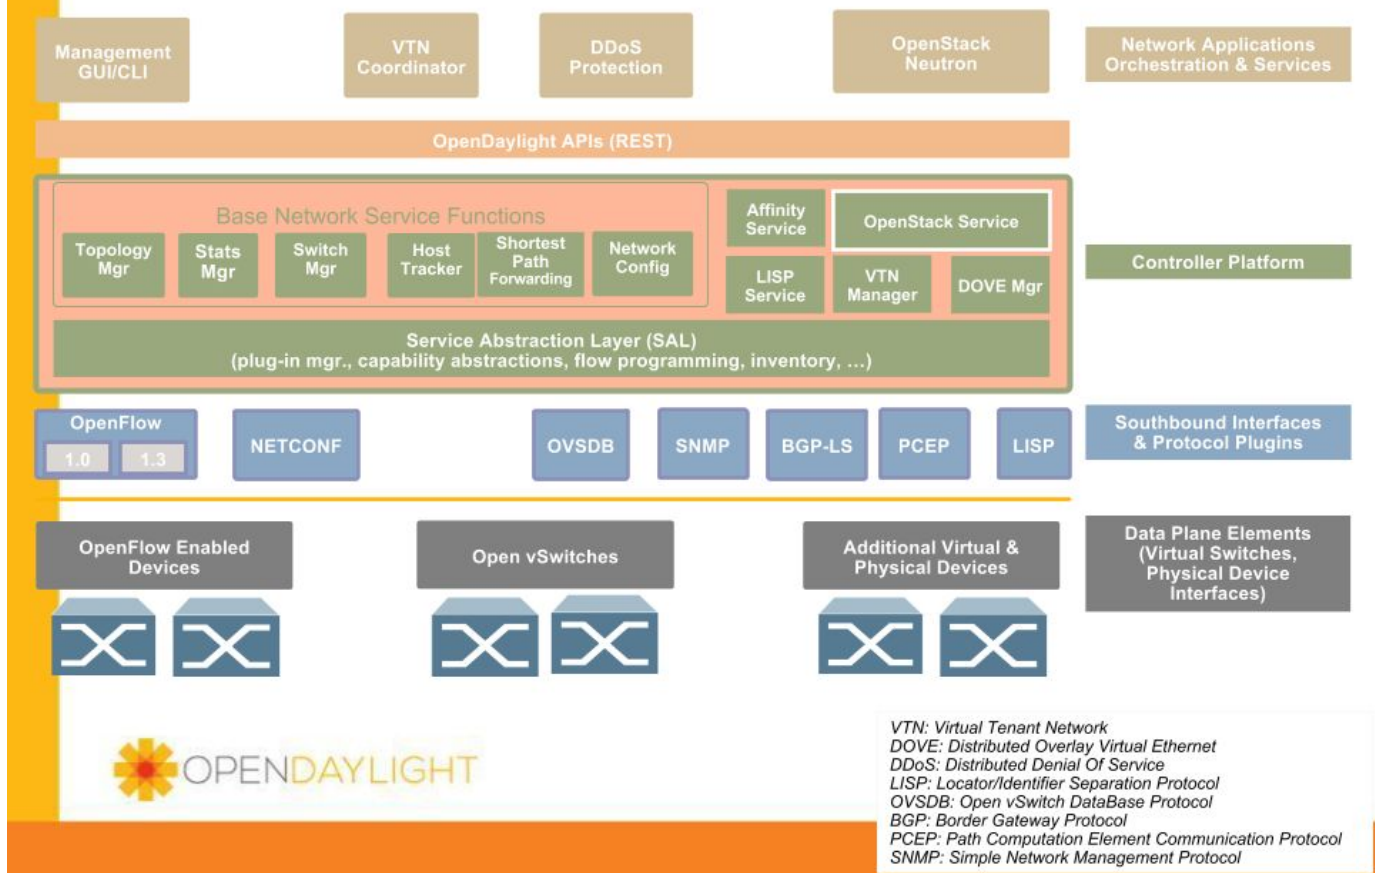 Management
GUI/CLI
VTN
Coordinator
DDoS
Protection
OpenStack
Neutron
Network Applications
Orchestration & Services
OpenDaylight APIs (REST)
Base Network Service Functions
Topology
Mgr
Stats
Mgr
Switch
Mgr
Host
Tracker
Shortest
Path
Forwarding
Network
Config
Affinity
Service
OpenStack Service
LISP
Service
VTN
Manager
DOVE Mgr
Controller Platform
Service Abstraction Layer (SAL)
(plug-in mgr., capability abstractions, flow programming, inventory, …)
OpenFlow
1.0
1.3
NETCONF
OVSDB
SNMP
BGP-LS
PCEP
LISP
Southbound Interfaces
& Protocol Plugins
OpenFlow Enabled
Devices
Open vSwitches
Additional Virtual &
Physical Devices
Data Plane Elements
(Virtual Switches,
Physical Device
Interfaces)
OPENDAYLIGHT
VTN: Virtual Tenant Network
DOVE: Distributed Overlay Virtual Ethernet
DDoS: Distributed Denial Of Service
LISP: Locator/Identifier Separation Protocol
OVSDB: Open vSwitch DataBase Protocol
BGP: Border Gateway Protocol
PCEP: Path Computation Element Communication Protocol
SNMP: Simple Network Management Protocol